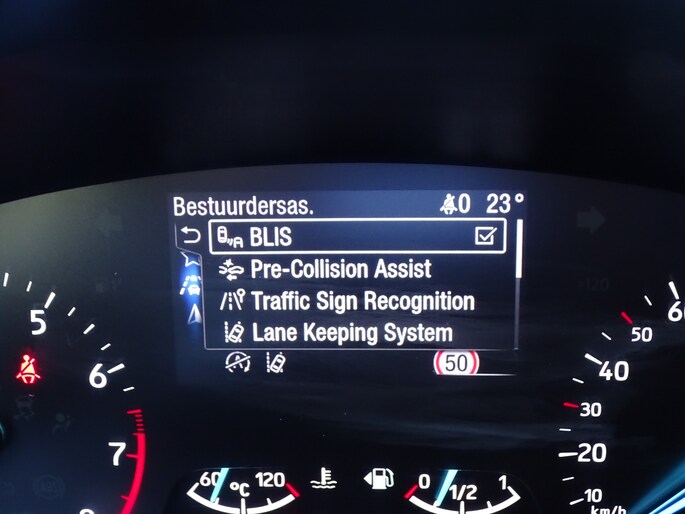 Bestuurdersas. 0 23°
BLIS
Pre-Collision Assist
Traffic Sign Recognition
Lane Keeping System
50
5
6
7
60
50
40
30
20
10
km/h
60 °C 120
0 1/2 1